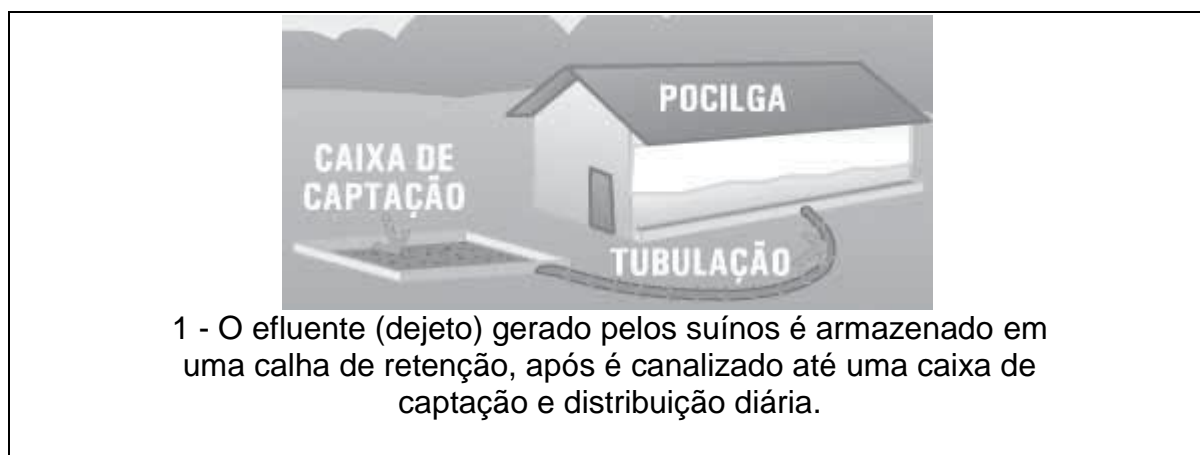 POCILGA
CAIXA DE
CAPTAÇÃO
TUBULAÇÃO
1 - O efluente (dejeto) gerado pelos suínos é armazenado em
uma calha de retenção, após é canalizado até uma caixa de
captação e distribuição diária.